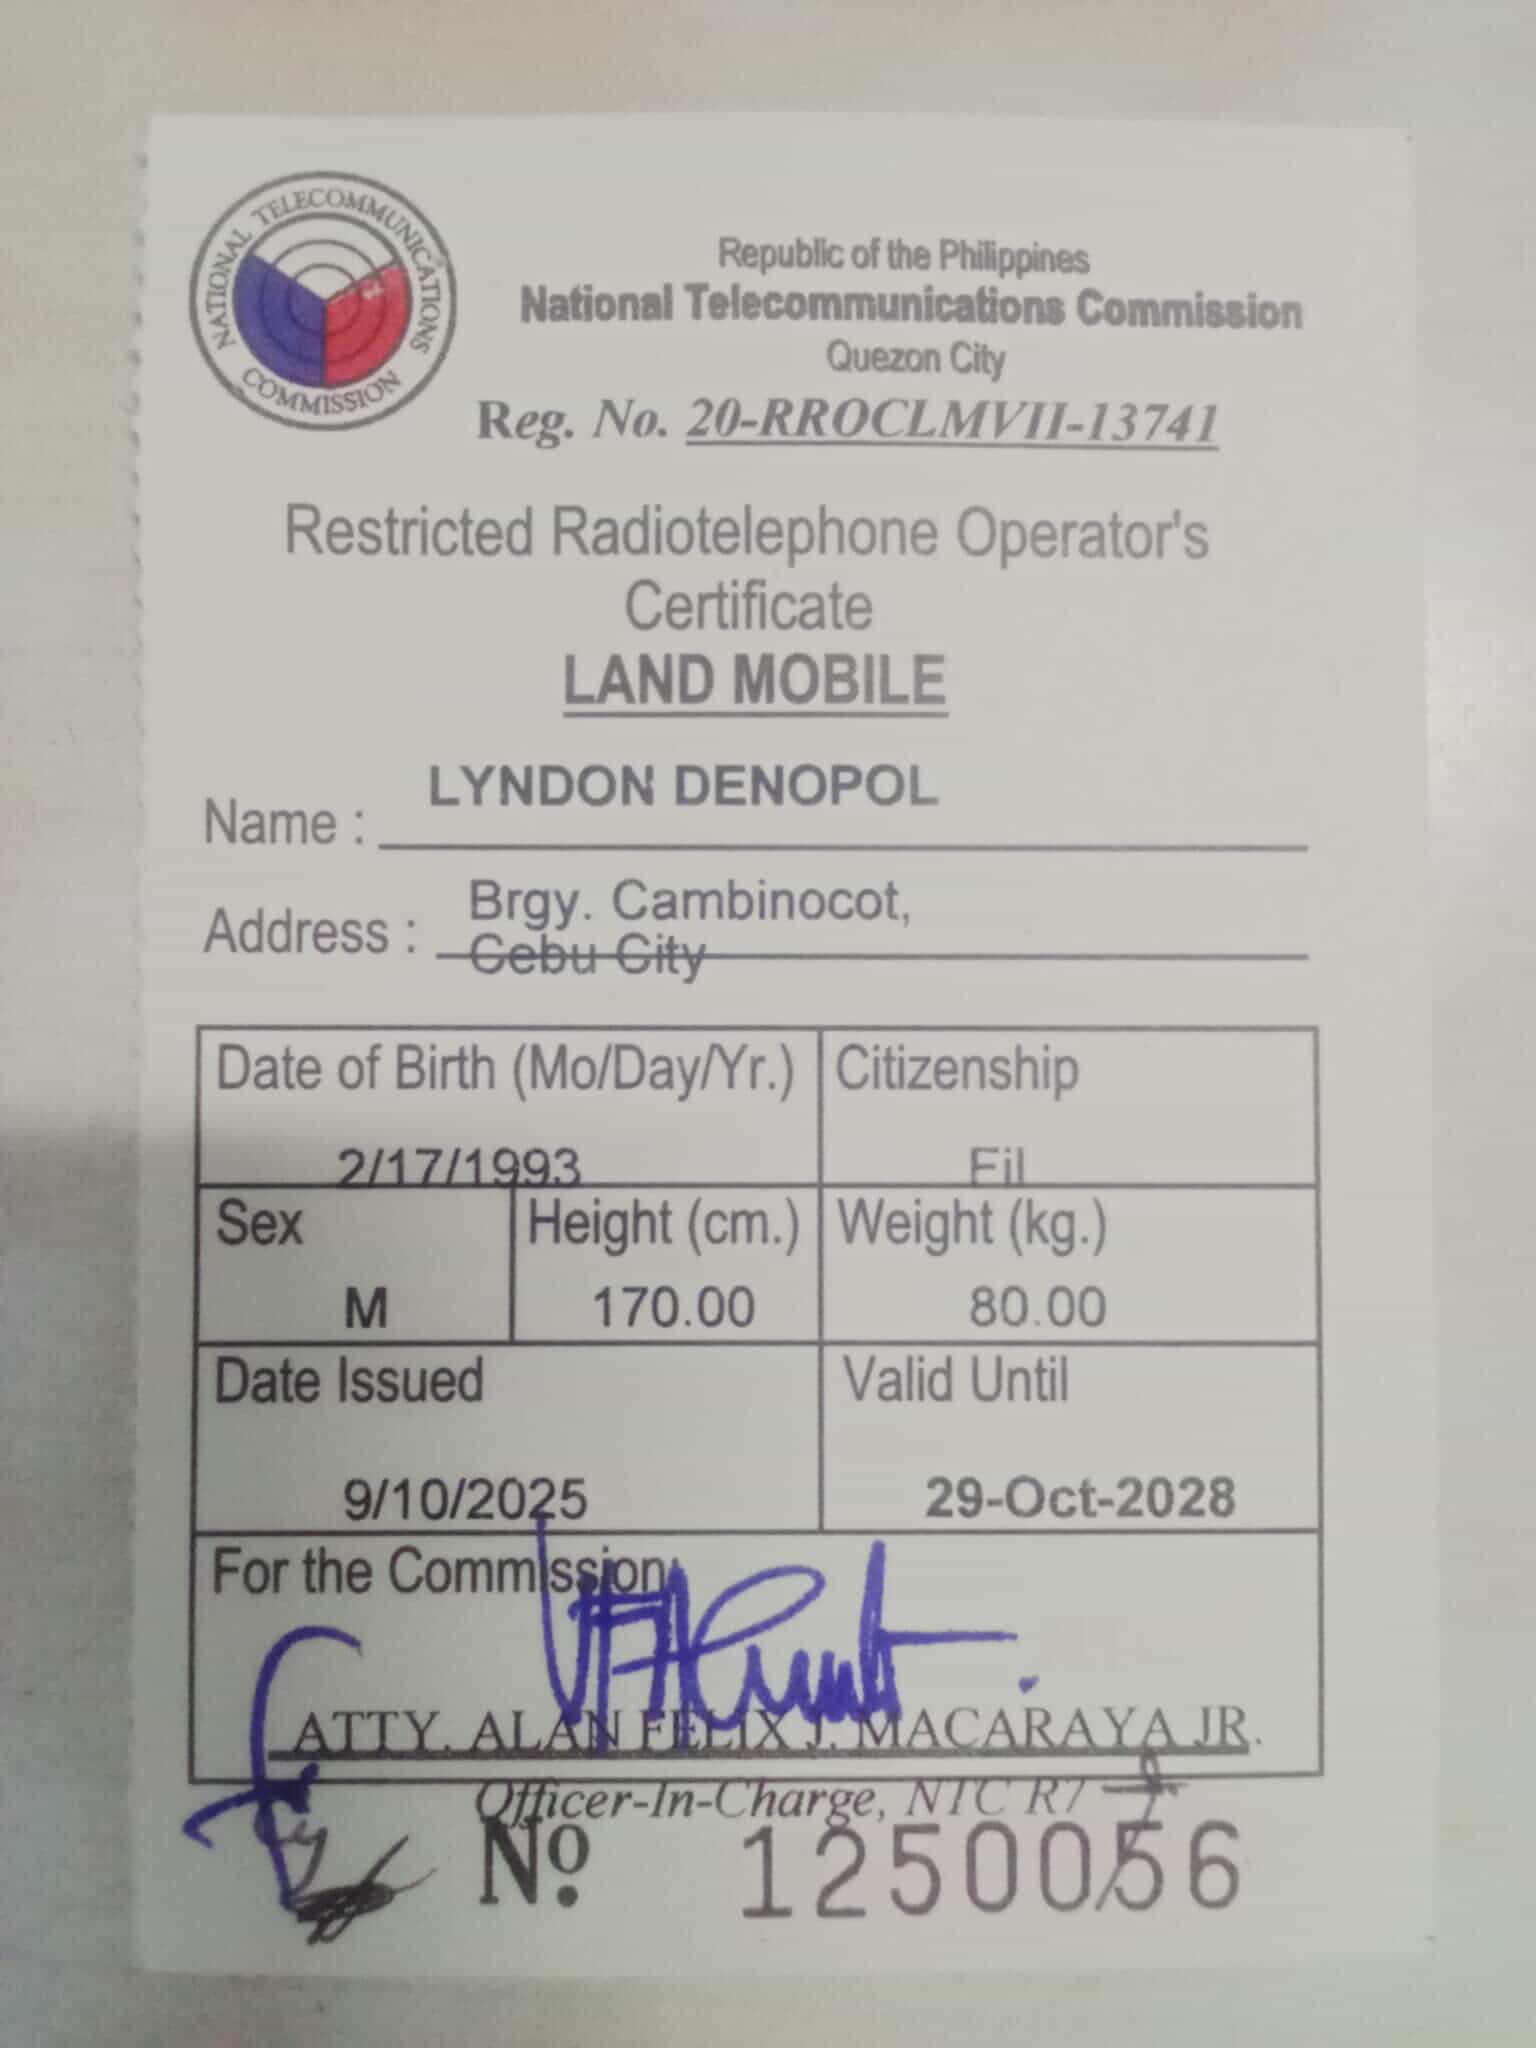 NATIONAL TELECOMMUNICATIONS COMMISSION
Republic of the Philippines
National Telecommunications Commission
Quezon City
Reg. No. 20-RROCLMVII-13741
Restricted Radiotelephone Operator's
Certificate
LAND MOBILE
Name : LYNDON DENOPOL
Address : Brgy. Cambinocot,
Cebu City
Date of Birth (Mo/Day/Yr.) Citizenship
2/17/1993 Fil
Sex Height (cm.) Weight (kg.)
M 170.00 80.00
Date Issued Valid Until
9/10/2025 29-Oct-2028
For the Commission:
ATTY. ALAN FELIX J. MACARAYA JR.
Officer-In-Charge, NTC R7
No. 1250056